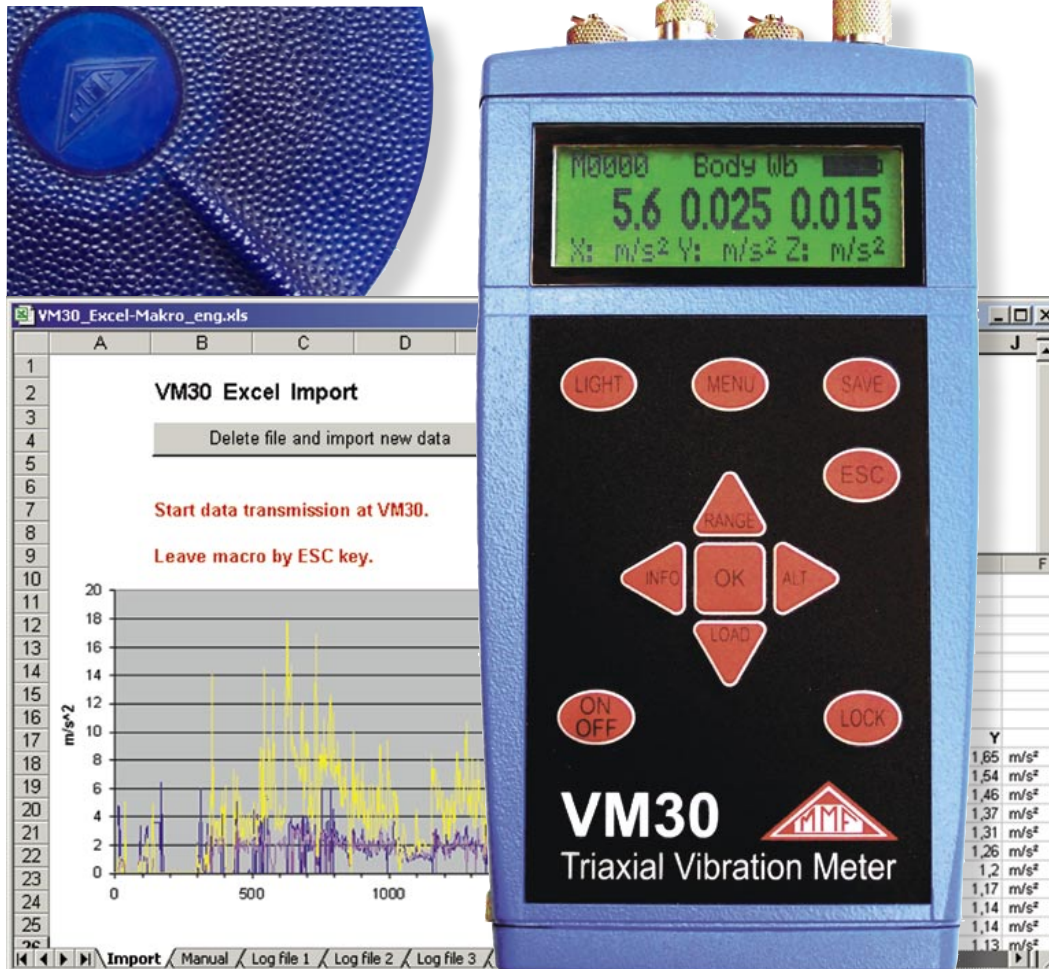 MMF
M0000 Body Wb
5.6 0.025 0.015
X: m/s² Y: m/s² Z: m/s²
LIGHT
MENU
SAVE
ESC
RANGE
INFO
OK
ALT
LOAD
ON
OFF
LOCK
VM30
MMF
Triaxial Vibration Meter
VM30_Excel-Makro_eng.xls
A B C D
1
2
3
4
5
6
7
8
9
10
11
12
13
14
15
16
17
18
19
20
21
22
23
24
25
26
VM30 Excel Import
Delete file and import new data
Start data transmission at VM30.
Leave macro by ESC key.
20
18
16
14
12
10
8
6
4
2
0
m/s^2
0 500 1000
Import Manual Log file 1 Log file 2 Log file 3
J
F
Y
1,65 m/s²
1,54 m/s²
1,46 m/s²
1,37 m/s²
1,31 m/s²
1,26 m/s²
1,2 m/s²
1,17 m/s²
1,14 m/s²
1,14 m/s²
1,13 m/s²